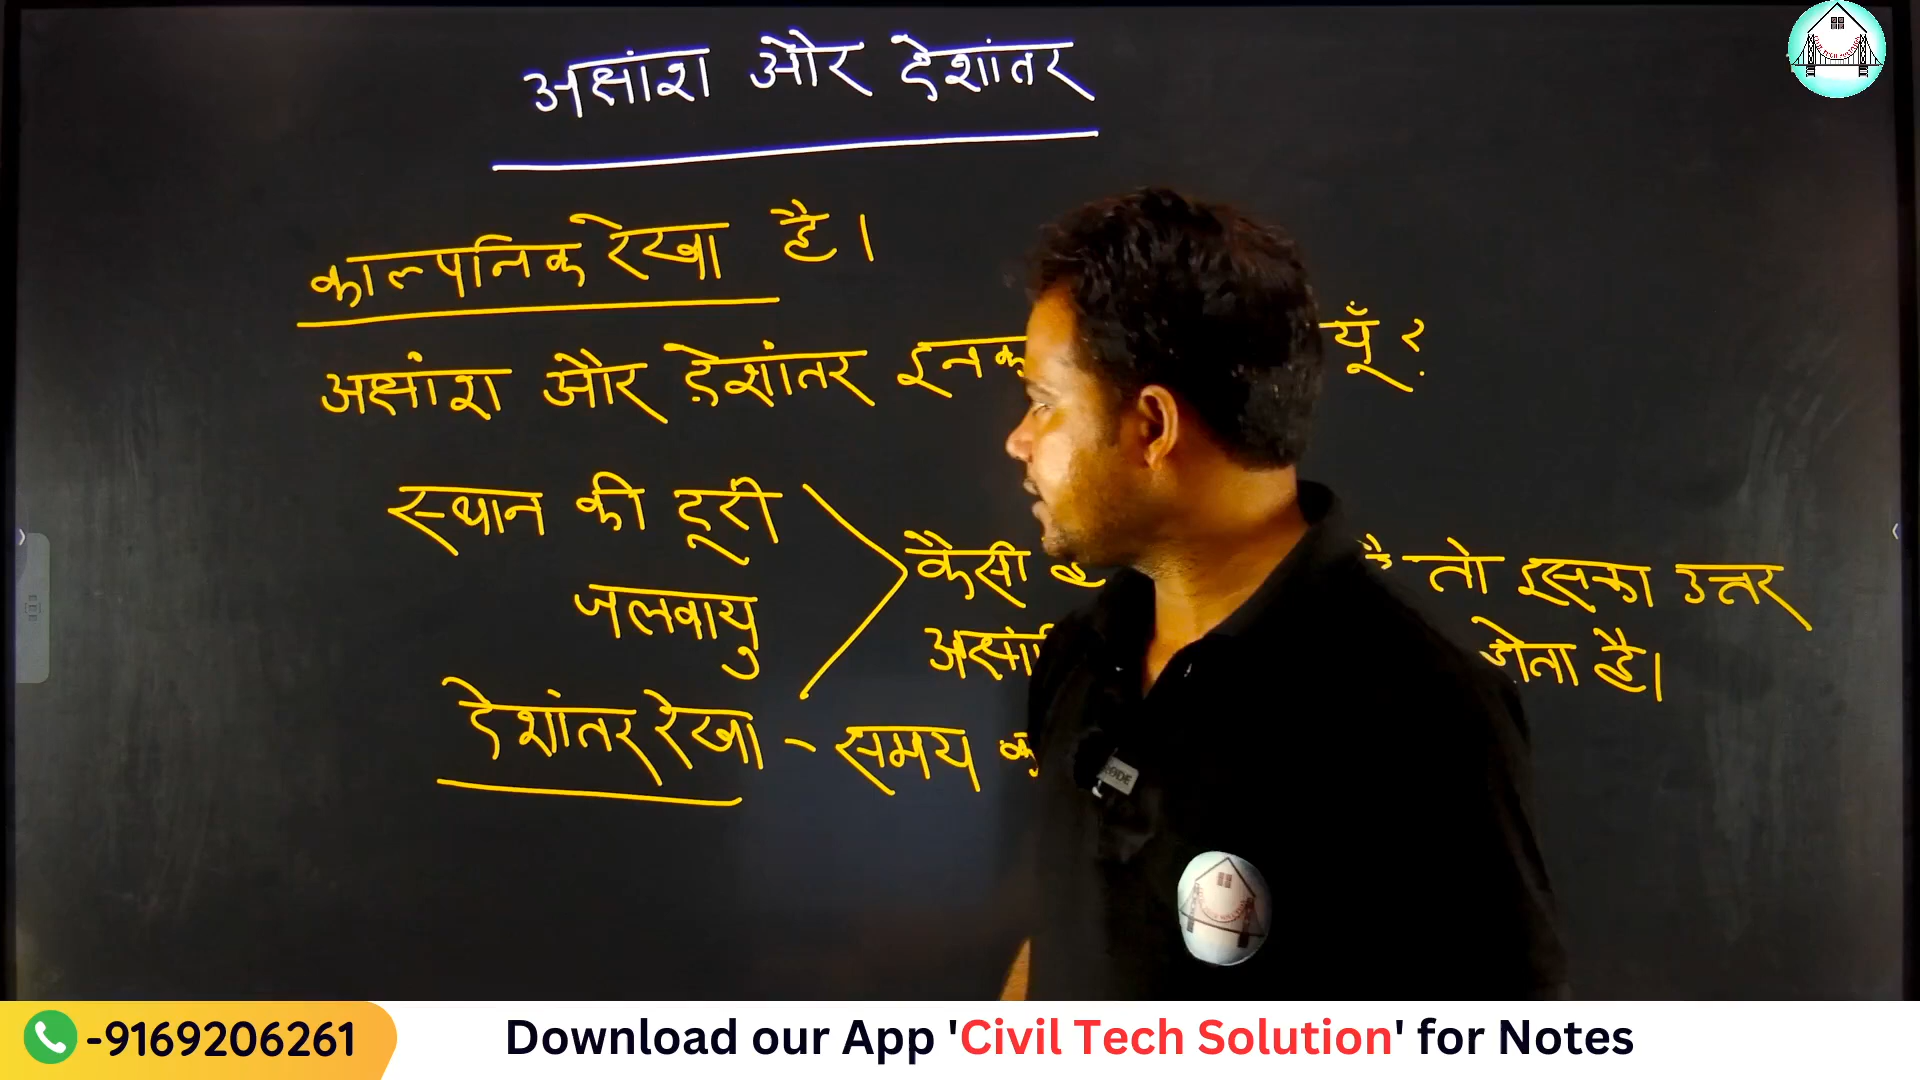 अक्षांश और देशांतर
काल्पनिक रेखा है।
अक्षांश और देशांतर इनक यूँ?
स्थान की दूरी
कैसी है तो इसका उत्तर
जलवायु
होता है।
देशांतर रेखा - समय क
-9169206261
Download our App 'Civil Tech Solution' for Notes